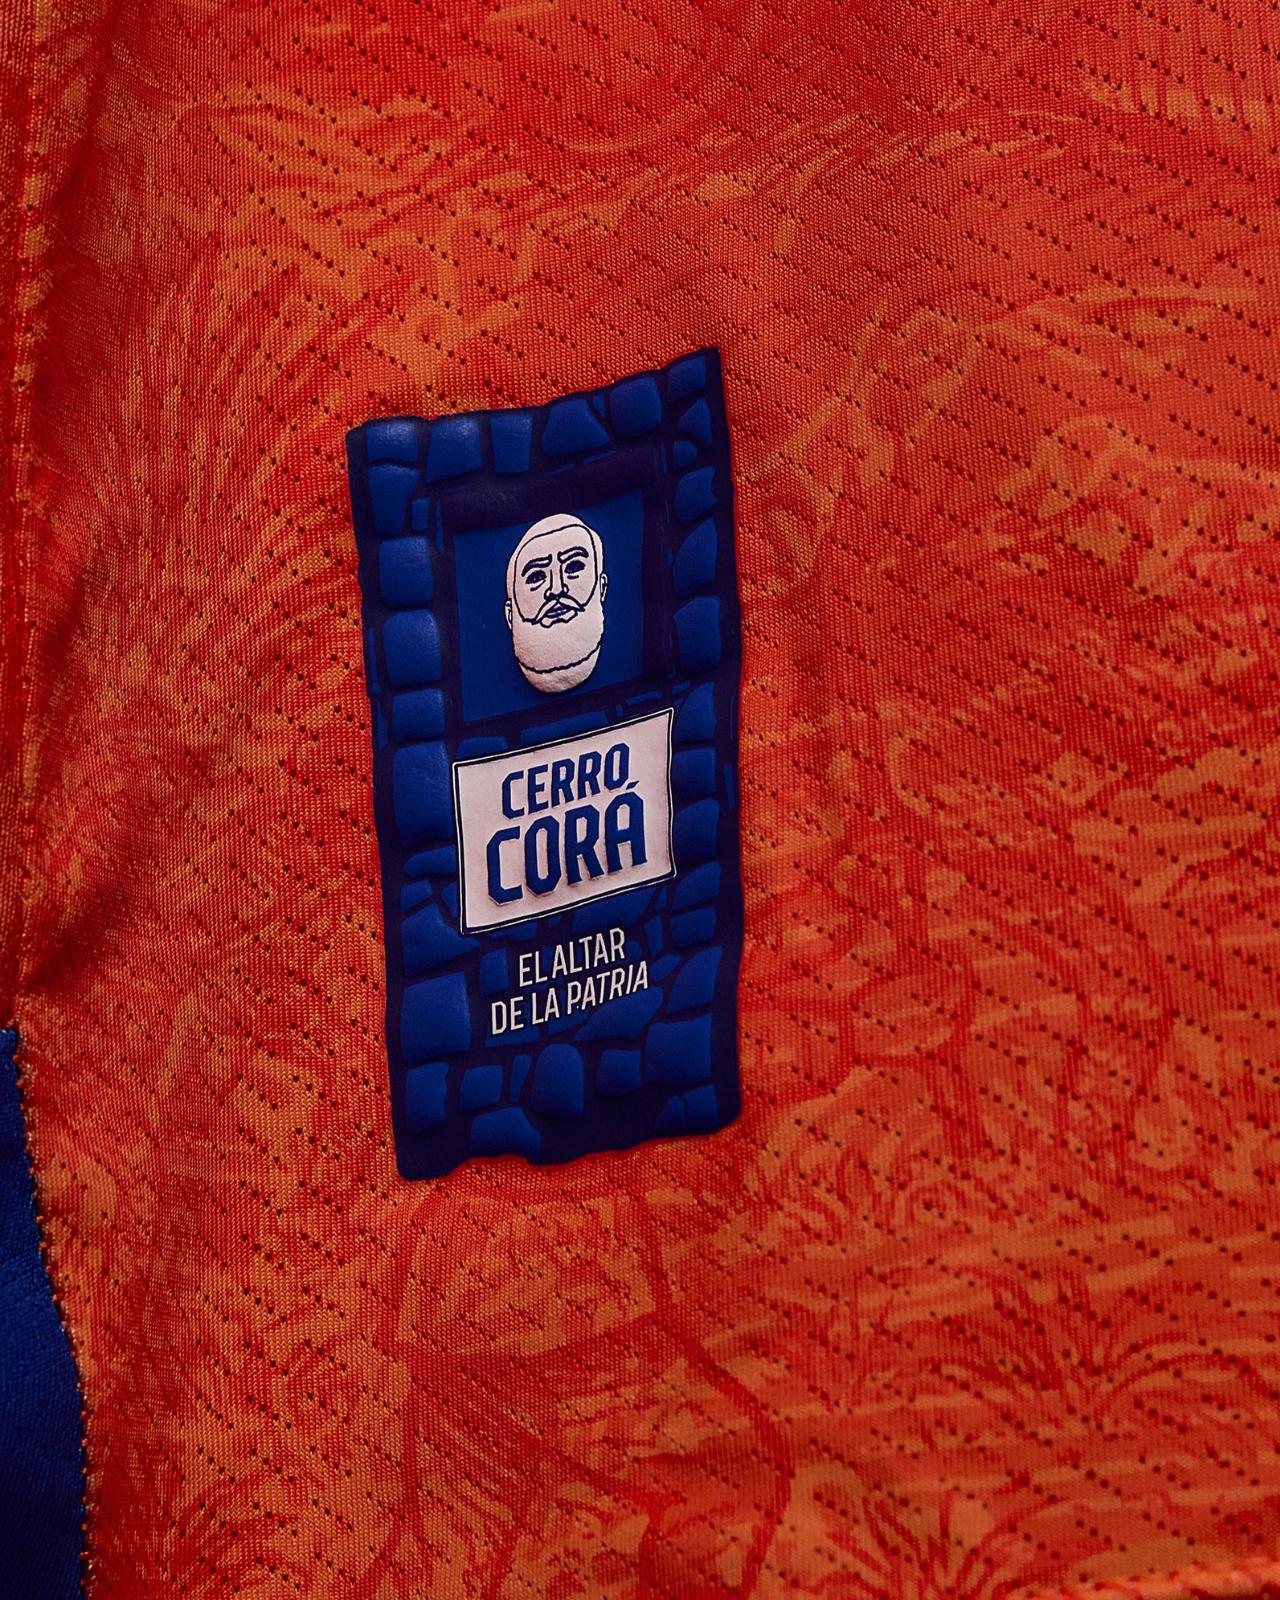 CERRO
CORÁ
EL ALTAR
DE LA PATRIA